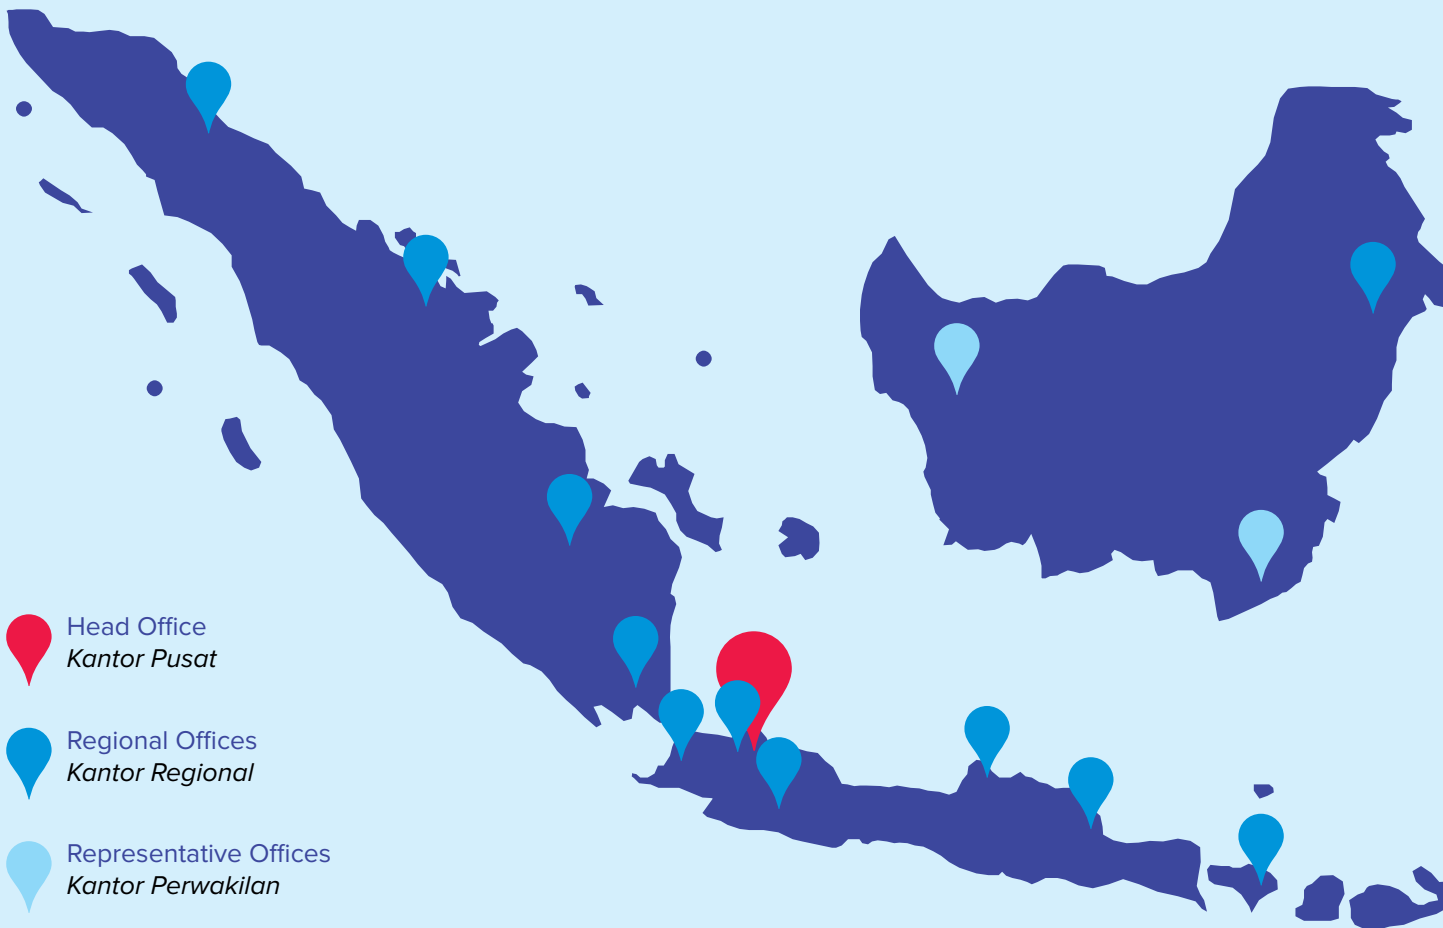 Head Office
Kantor Pusat
Regional Offices
Kantor Regional
Representative Offices
Kantor Perwakilan